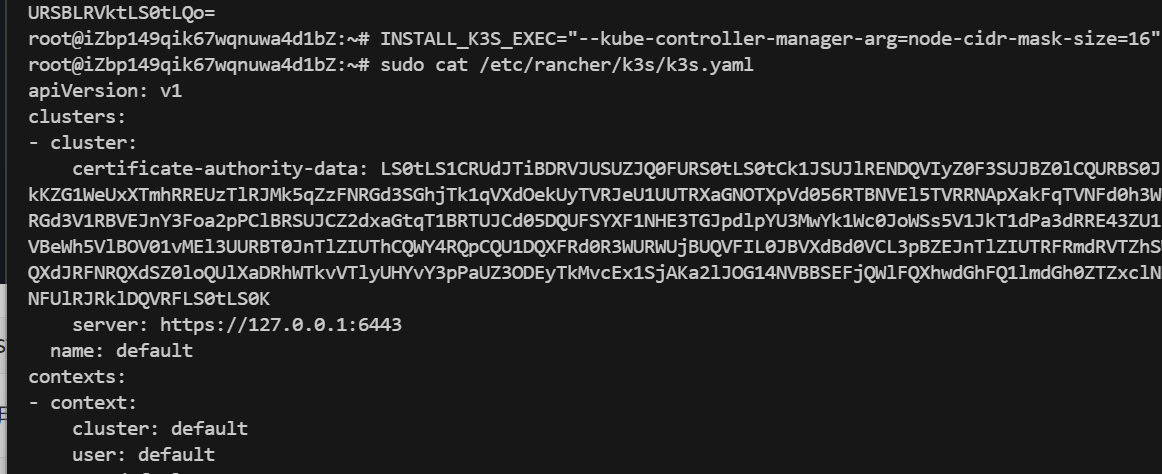 URSBLRVktLS0tLQo=
root@iZbp149qik67wqnuwa4d1bZ:~# INSTALL_K3S_EXEC="--kube-controller-manager-arg=node-cidr-mask-size=16"
root@iZbp149qik67wqnuwa4d1bZ:~# sudo cat /etc/rancher/k3s/k3s.yaml
apiVersion: v1
clusters:
- cluster:
    certificate-authority-data: LS0tLS1CRUdJTiBDRVJUSUZJQ0FURS0tLS0tCk1JSUJlRENDQVIyZ0F3SUJBZ0lCQURBS0J
kKZG1WeUxXTmhRREUzTlRJMk5qZzFNRGd3SGhjTk1qVXdOekUyTVRJeU1UUTRXaGNOTXpVd056RTBNVEl5TVRRNApXakFqTVNFd0h3W
RGd3V1RBVEJnY3Foa2pPClBRSUJCZ2dxaGtqT1BRTUJCd05DQUFSYXF1NHE3TGJpdlpYU3MwYk1Wc0JoWSs5V1JkT1dPa3dRRE43ZU1
VBeWh5VlBOV01vMEl3UURBT0JnTlZIUThCQWY4RQpCQU1DQXFRd0R3WURWUjBUQVFIL0JBVXdBd0VCL3pBZEJnTlZIUTRFRmdRVTZhS
QXdJRFNRQXdSZ0loQUlXaDRhWTkvVTlyUHYvY3pPaUZ3ODEyTkMvcEx1SjAKa2lJOG14NVBBSEFjQWlFQXhwdGhFQ1lmdGh0ZTZxclN
NFUlRJRklDQVRFLS0tLS0K
    server: https://127.0.0.1:6443
  name: default
contexts:
- context:
    cluster: default
    user: default